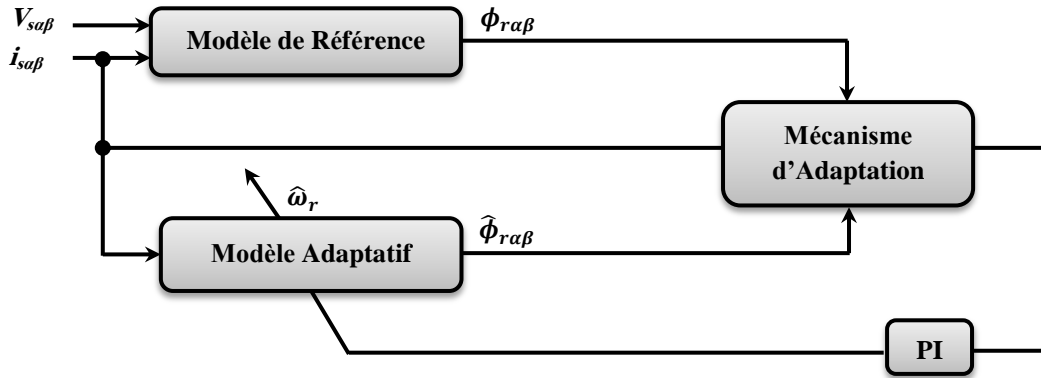 V_sαβ
Modèle de Référence
ϕ_rαβ
i_sαβ
Mécanisme
d'Adaptation
ω̂_r
Modèle Adaptatif
ϕ̂_rαβ
PI